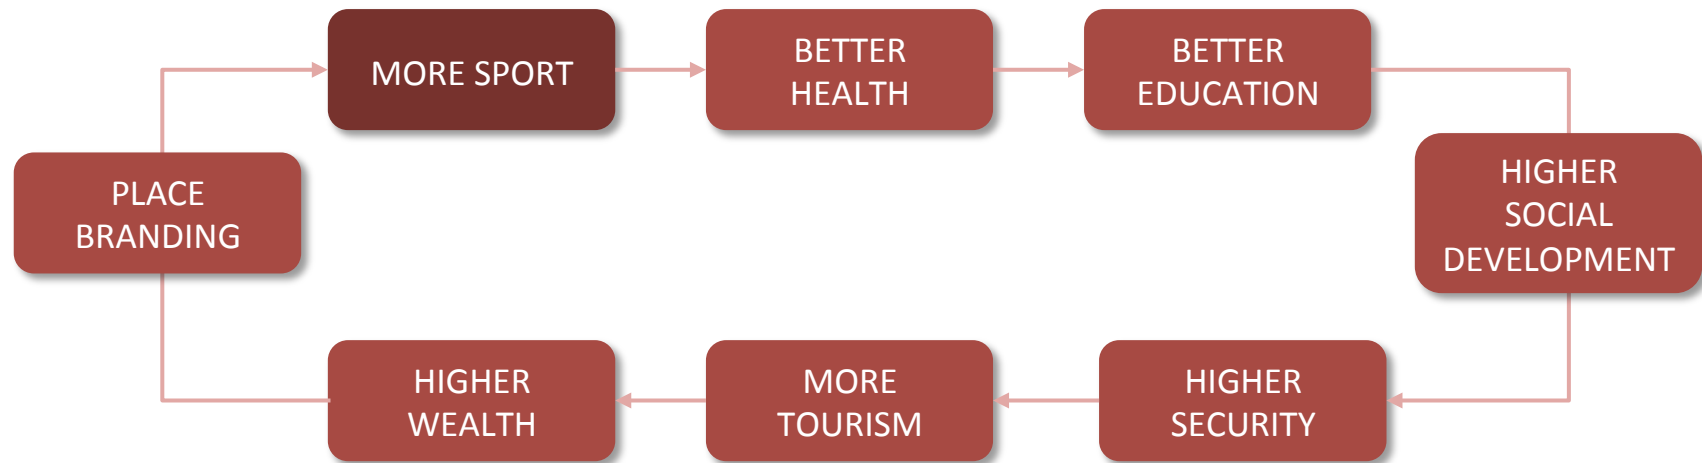 MORE SPORT
BETTER
HEALTH
BETTER
EDUCATION
HIGHER
SOCIAL
DEVELOPMENT
HIGHER
SECURITY
MORE
TOURISM
HIGHER
WEALTH
PLACE
BRANDING